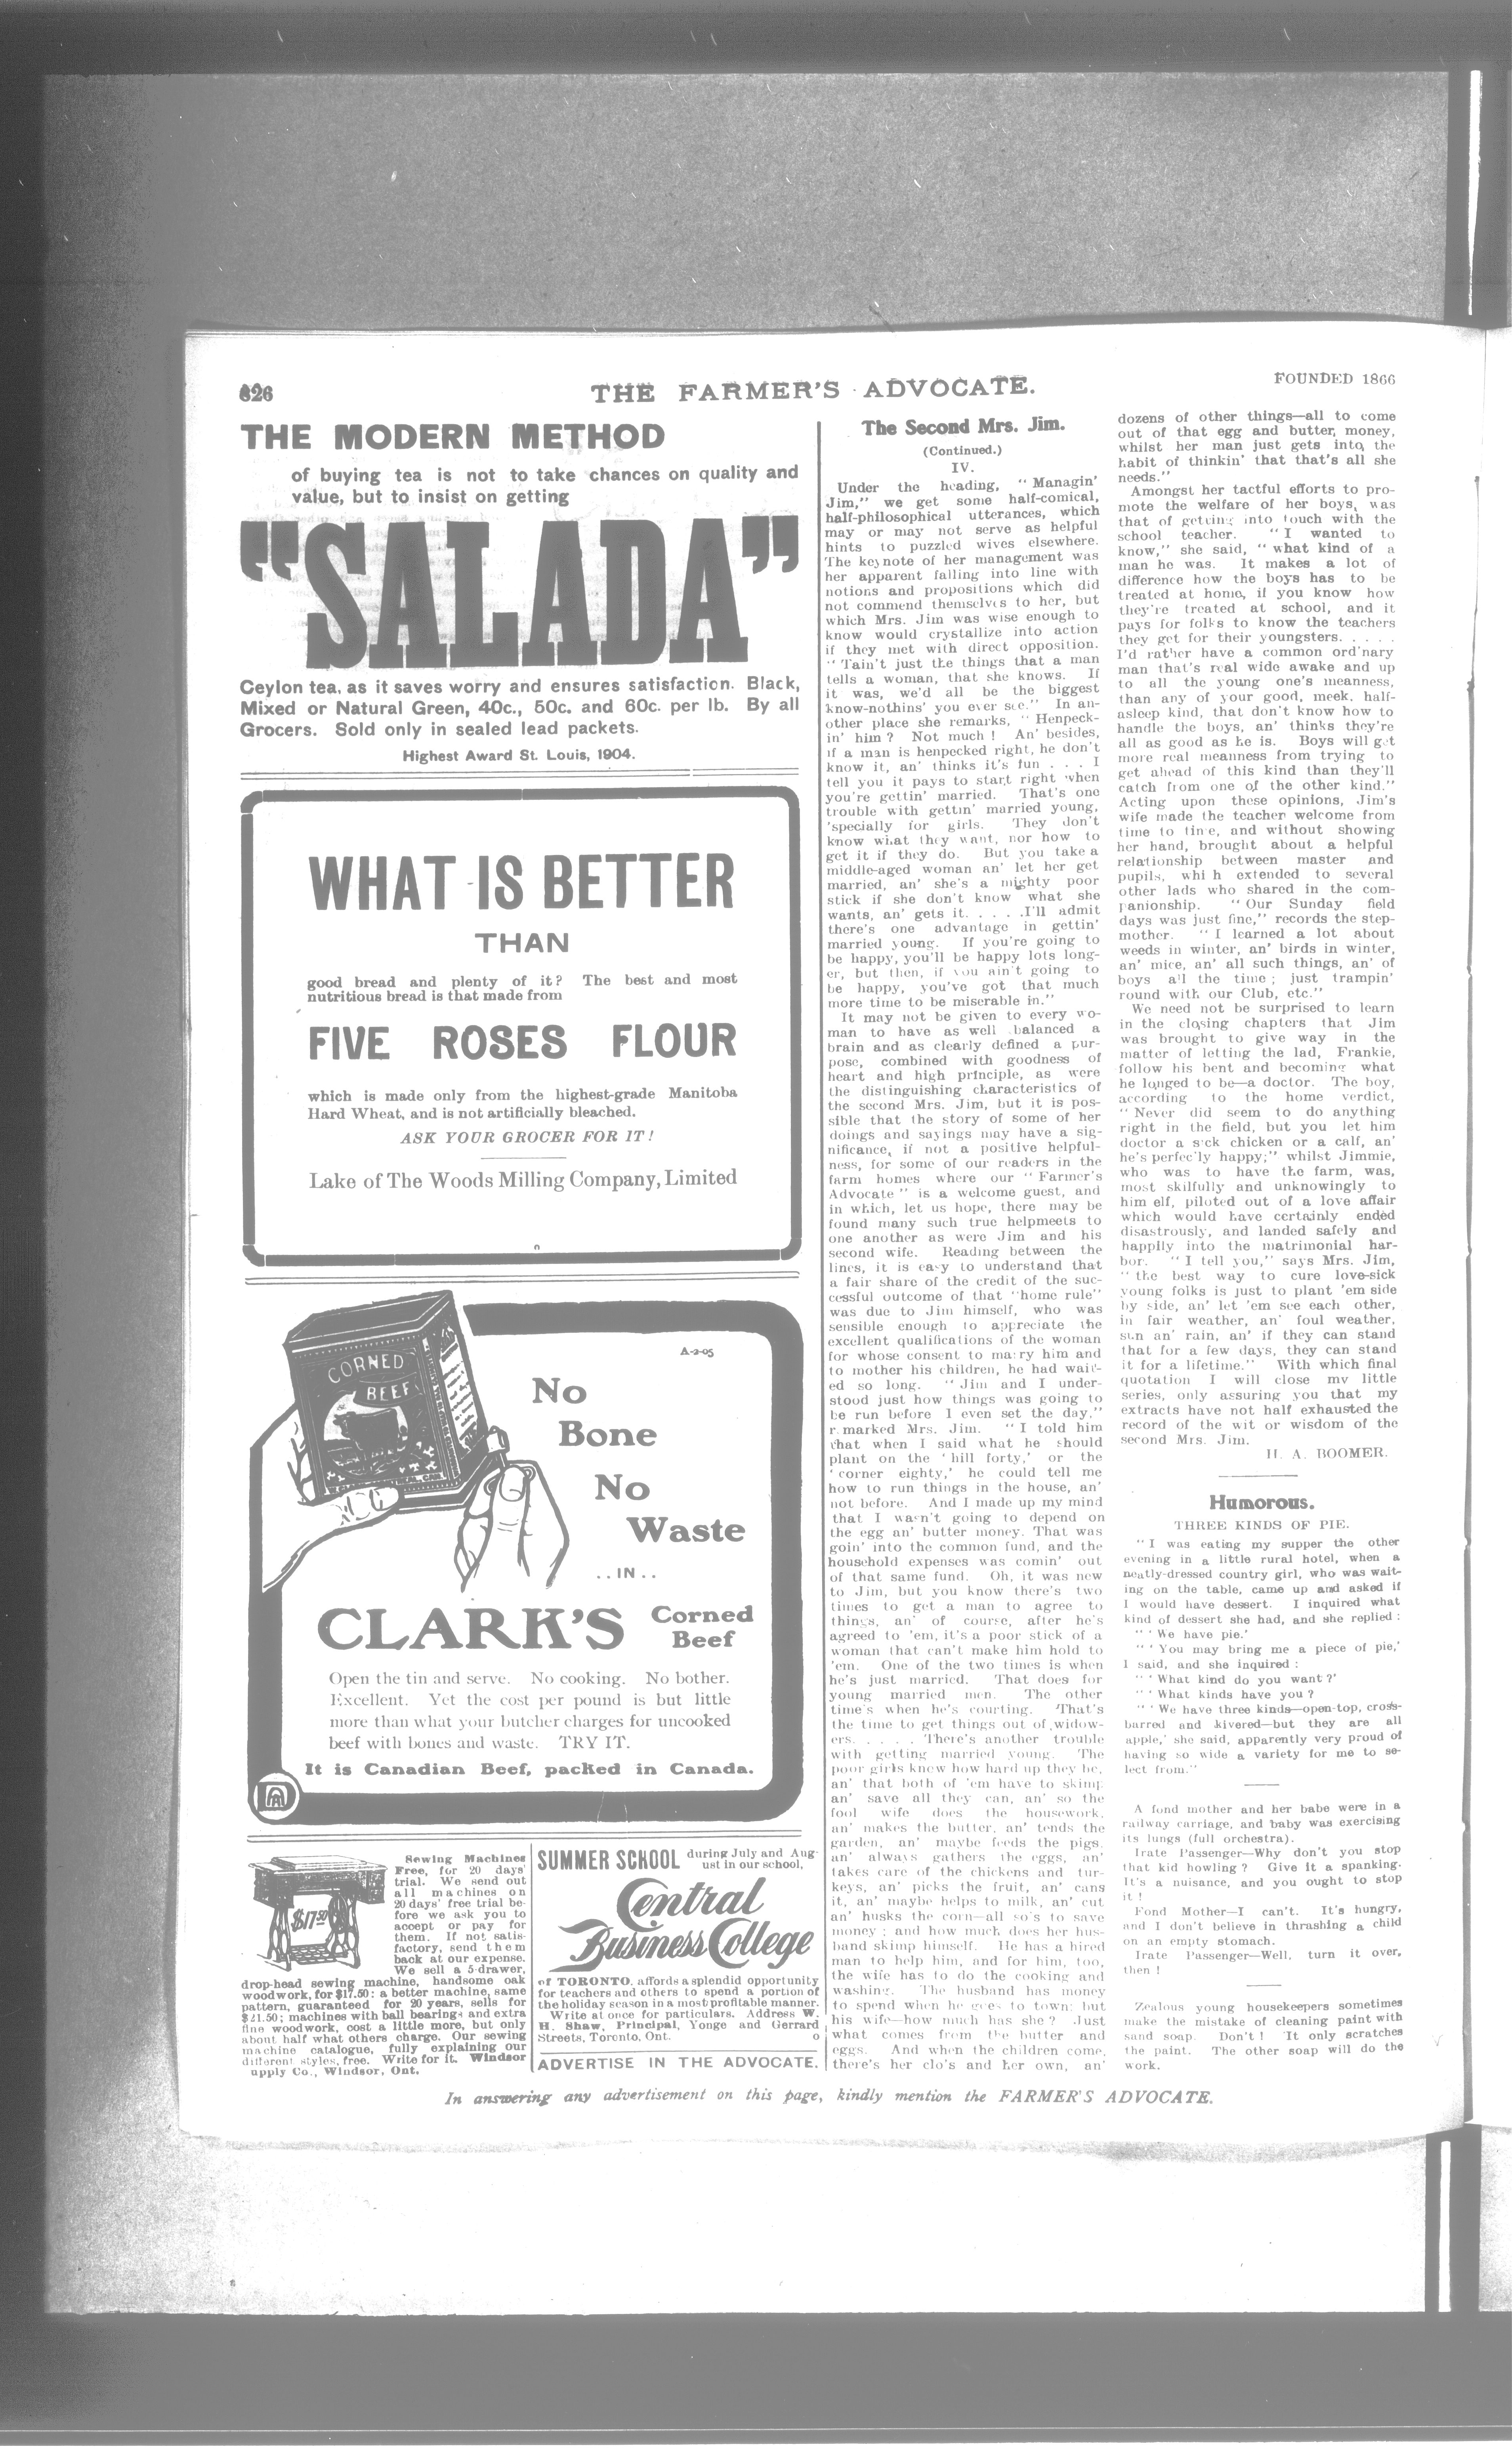 826
THE FARMER'S ADVOCATE.
FOUNDED 1866
THE MODERN METHOD
of buying tea is not to take chances on quality and
value, but to insist on getting
"SALADA"
Ceylon tea, as it saves worry and ensures satisfaction. Black,
Mixed or Natural Green, 40c., 50c. and 60c. per lb. By all
Grocers. Sold only in sealed lead packets.
Highest Award St. Louis, 1904.
WHAT IS BETTER
THAN
good bread and plenty of it? The best and most
nutritious bread is that made from
FIVE ROSES FLOUR
which is made only from the highest-grade Manitoba
Hard Wheat, and is not artificially bleached.
ASK YOUR GROCER FOR IT!
Lake of The Woods Milling Company, Limited
CORNED
BEEF
A-2-05
No
Bone
No
Waste
..IN..
CLARK'S Corned
Beef
Open the tin and serve. No cooking. No bother.
Excellent. Yet the cost per pound is but little
more than what your butcher charges for uncooked
beef with bones and waste. TRY IT.
It is Canadian Beef, packed in Canada.
$17.50
Sewing Machines
Free, for 20 days'
trial. We send out
all machines on
20 days' free trial be-
fore we ask you to
accept or pay for
them. If not satis-
factory, send them
back at our expense.
We sell a 5-drawer,
drop-head sewing machine, handsome oak
woodwork, for $17.50: a better machine, same
pattern, guaranteed for 20 years, sells for
$21.50; machines with ball bearings and extra
fine woodwork, cost a little more, but only
about half what others charge. Our sewing
machine catalogue, fully explaining our
different styles, free. Write for it. Windsor
upply Co., Windsor, Ont.
SUMMER SCHOOL during July and Aug-
ust in our school,
Central
Business College
of TORONTO, affords a splendid opportunity
for teachers and others to spend a portion of
the holiday season in a most profitable manner.
Write at once for particulars. Address W.
H. Shaw, Principal, Yonge and Gerrard
Streets, Toronto, Ont. o
ADVERTISE IN THE ADVOCATE.
The Second Mrs. Jim.
(Continued.)
IV.
Under the heading, "Managin'
Jim," we get some half-comical,
half-philosophical utterances, which
may or may not serve as helpful
hints to puzzled wives elsewhere.
The keynote of her management was
her apparent falling into line with
notions and propositions which did
not commend themselves to her, but
which Mrs. Jim was wise enough to
know would crystallize into action
if they met with direct opposition.
"'Tain't just the things that a man
tells a woman, that she knows. If
it was, we'd all be the biggest
know-nothins' you ever see." In an-
other place she remarks, "Henpeck-
in' him? Not much! An' besides,
if a man is henpecked right, he don't
know it, an' thinks it's fun . . . I
tell you it pays to start right when
you're gettin' married. That's one
trouble with gettin' married young,
'specially for girls. They don't
know what they want, nor how to
get it if they do. But you take a
middle-aged woman an' let her get
married, an' she's a mighty poor
stick if she don't know what she
wants, an' gets it. . . . .I'll admit
there's one advantage in gettin'
married young. If you're going to
be happy, you'll be happy lots long-
er, but then, if you ain't going to
be happy, you've got that much
more time to be miserable in."
It may not be given to every wo-
man to have as well balanced a
brain and as clearly defined a pur-
pose, combined with goodness of
heart and high principle, as were
the distinguishing characteristics of
the second Mrs. Jim, but it is pos-
sible that the story of some of her
doings and sayings may have a sig-
nificance, if not a positive helpful-
ness, for some of our readers in the
farm homes where our "Farmer's
Advocate" is a welcome guest, and
in which, let us hope, there may be
found many such true helpmeets to
one another as were Jim and his
second wife. Reading between the
lines, it is easy to understand that
a fair share of the credit of the suc-
cessful outcome of that "home rule"
was due to Jim himself, who was
sensible enough to appreciate the
excellent qualifications of the woman
for whose consent to marry him and
to mother his children, he had wait-
ed so long. "Jim and I under-
stood just how things was going to
be run before I even set the day,"
r marked Mrs. Jim. "I told him
that when I said what he should
plant on the 'hill forty,' or the
'corner eighty,' he could tell me
how to run things in the house, an'
not before. And I made up my mind
that I wasn't going to depend on
the egg an' butter money. That was
goin' into the common fund, and the
household expenses was comin' out
of that same fund. Oh, it was new
to Jim, but you know there's two
times to get a man to agree to
things, an' of course, after he's
agreed to 'em, it's a poor stick of a
woman that can't make him hold to
'em. One of the two times is when
he's just married. That does for
young married men. The other
time's when he's courting. That's
the time to get things out of widow-
ers. . . . . There's another trouble
with getting married young. The
poor girls knew how hard up they be,
an' that both of 'em have to skimp
an' save all they can, an' so the
fool wife does the housework,
an' makes the butter, an' tends the
garden, an' maybe feeds the pigs,
an' always gathers the eggs, an'
takes care of the chickens and tur-
keys, an' picks the fruit, an' cans
it, an' maybe helps to milk, an' cut
an' husks the corn—all so's to save
money; and how much does her hus-
band skimp himself. He has a hired
man to help him, and for him, too,
the wife has to do the cooking and
washing. The husband has money
to spend when he goes to town; but
his wife—how much has she? Just
what comes from the butter and
eggs. And when the children come,
there's her clo's and her own, an'
dozens of other things—all to come
out of that egg and butter, money,
whilst her man just gets into the
habit of thinkin' that that's all she
needs."
Amongst her tactful efforts to pro-
mote the welfare of her boys, was
that of getting into touch with the
school teacher. "I wanted to
know," she said, "what kind of a
man he was. It makes a lot of
difference how the boys has to be
treated at home, if you know how
they're treated at school, and it
pays for folks to know the teachers
they get for their youngsters. . . . .
I'd rather have a common ord'nary
man that's real wide awake and up
to all the young one's meanness,
than any of your good, meek, half-
asleep kind, that don't know how to
handle the boys, an' thinks they're
all as good as he is. Boys will get
more real meanness from trying to
get ahead of this kind than they'll
catch from one of the other kind."
Acting upon these opinions, Jim's
wife made the teacher welcome from
time to time, and without showing
her hand, brought about a helpful
relationship between master and
pupils, whi h extended to several
other lads who shared in the com-
panionship. "Our Sunday field
days was just fine," records the step-
mother. "I learned a lot about
weeds in winter, an' birds in winter,
an' mice, an' all such things, an' of
boys all the time; just trampin'
round with our Club, etc."
We need not be surprised to learn
in the closing chapters that Jim
was brought to give way in the
matter of letting the lad, Frankie,
follow his bent and becoming what
he longed to be—a doctor. The boy,
according to the home verdict,
"Never did seem to do anything
right in the field, but you let him
doctor a sick chicken or a calf, an'
he's perfec'ly happy;" whilst Jimmie,
who was to have the farm, was,
most skilfully and unknowingly to
him elf, piloted out of a love affair
which would have certainly ended
disastrously, and landed safely and
happily into the matrimonial har-
bor. "I tell you," says Mrs. Jim,
"the best way to cure love-sick
young folks is just to plant 'em side
by side, an' let 'em see each other,
in fair weather, an' foul weather,
sun an' rain, an' if they can stand
that for a few days, they can stand
it for a lifetime." With which final
quotation I will close my little
series, only assuring you that my
extracts have not half exhausted the
record of the wit or wisdom of the
second Mrs. Jim.
H. A. BOOMER.
Humorous.
THREE KINDS OF PIE.
"I was eating my supper the other
evening in a little rural hotel, when a
neatly-dressed country girl, who was wait-
ing on the table, came up and asked if
I would have dessert. I inquired what
kind of dessert she had, and she replied:
"'We have pie.'
"'You may bring me a piece of pie,'
I said, and she inquired:
"'What kind do you want?'
"'What kinds have you?
"'We have three kinds—open-top, cross-
barred and kivered—but they are all
apple,' she said, apparently very proud of
having so wide a variety for me to se-
lect from."
A fond mother and her babe were in a
railway carriage, and baby was exercising
its lungs (full orchestra).
Irate Passenger—Why don't you stop
that kid howling? Give it a spanking.
It's a nuisance, and you ought to stop
it!
Fond Mother—I can't. It's hungry,
and I don't believe in thrashing a child
on an empty stomach.
Irate Passenger—Well, turn it over,
then!
Zealous young housekeepers sometimes
make the mistake of cleaning paint with
sand soap. Don't! It only scratches
the paint. The other soap will do the
work.
In answering any advertisement on this page, kindly mention the FARMER'S ADVOCATE.